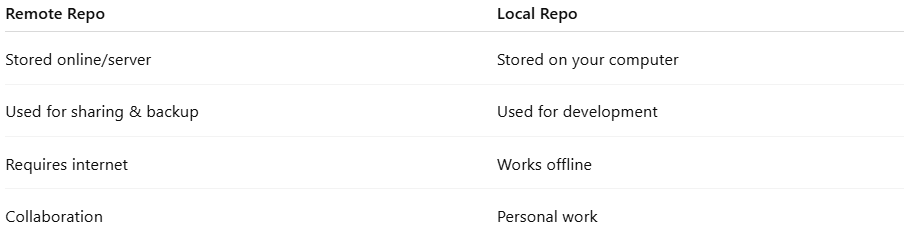 Remote Repo Local Repo
Stored online/server Stored on your computer
Used for sharing & backup Used for development
Requires internet Works offline
Collaboration Personal work